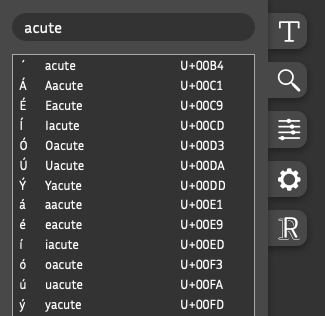 acute
´ acute U+00B4
Á Aacute U+00C1
É Eacute U+00C9
Í Iacute U+00CD
Ó Oacute U+00D3
Ú Uacute U+00DA
Ý Yacute U+00DD
á aacute U+00E1
é eacute U+00E9
í iacute U+00ED
ó oacute U+00F3
ú uacute U+00FA
ý yacute U+00FD
T
R